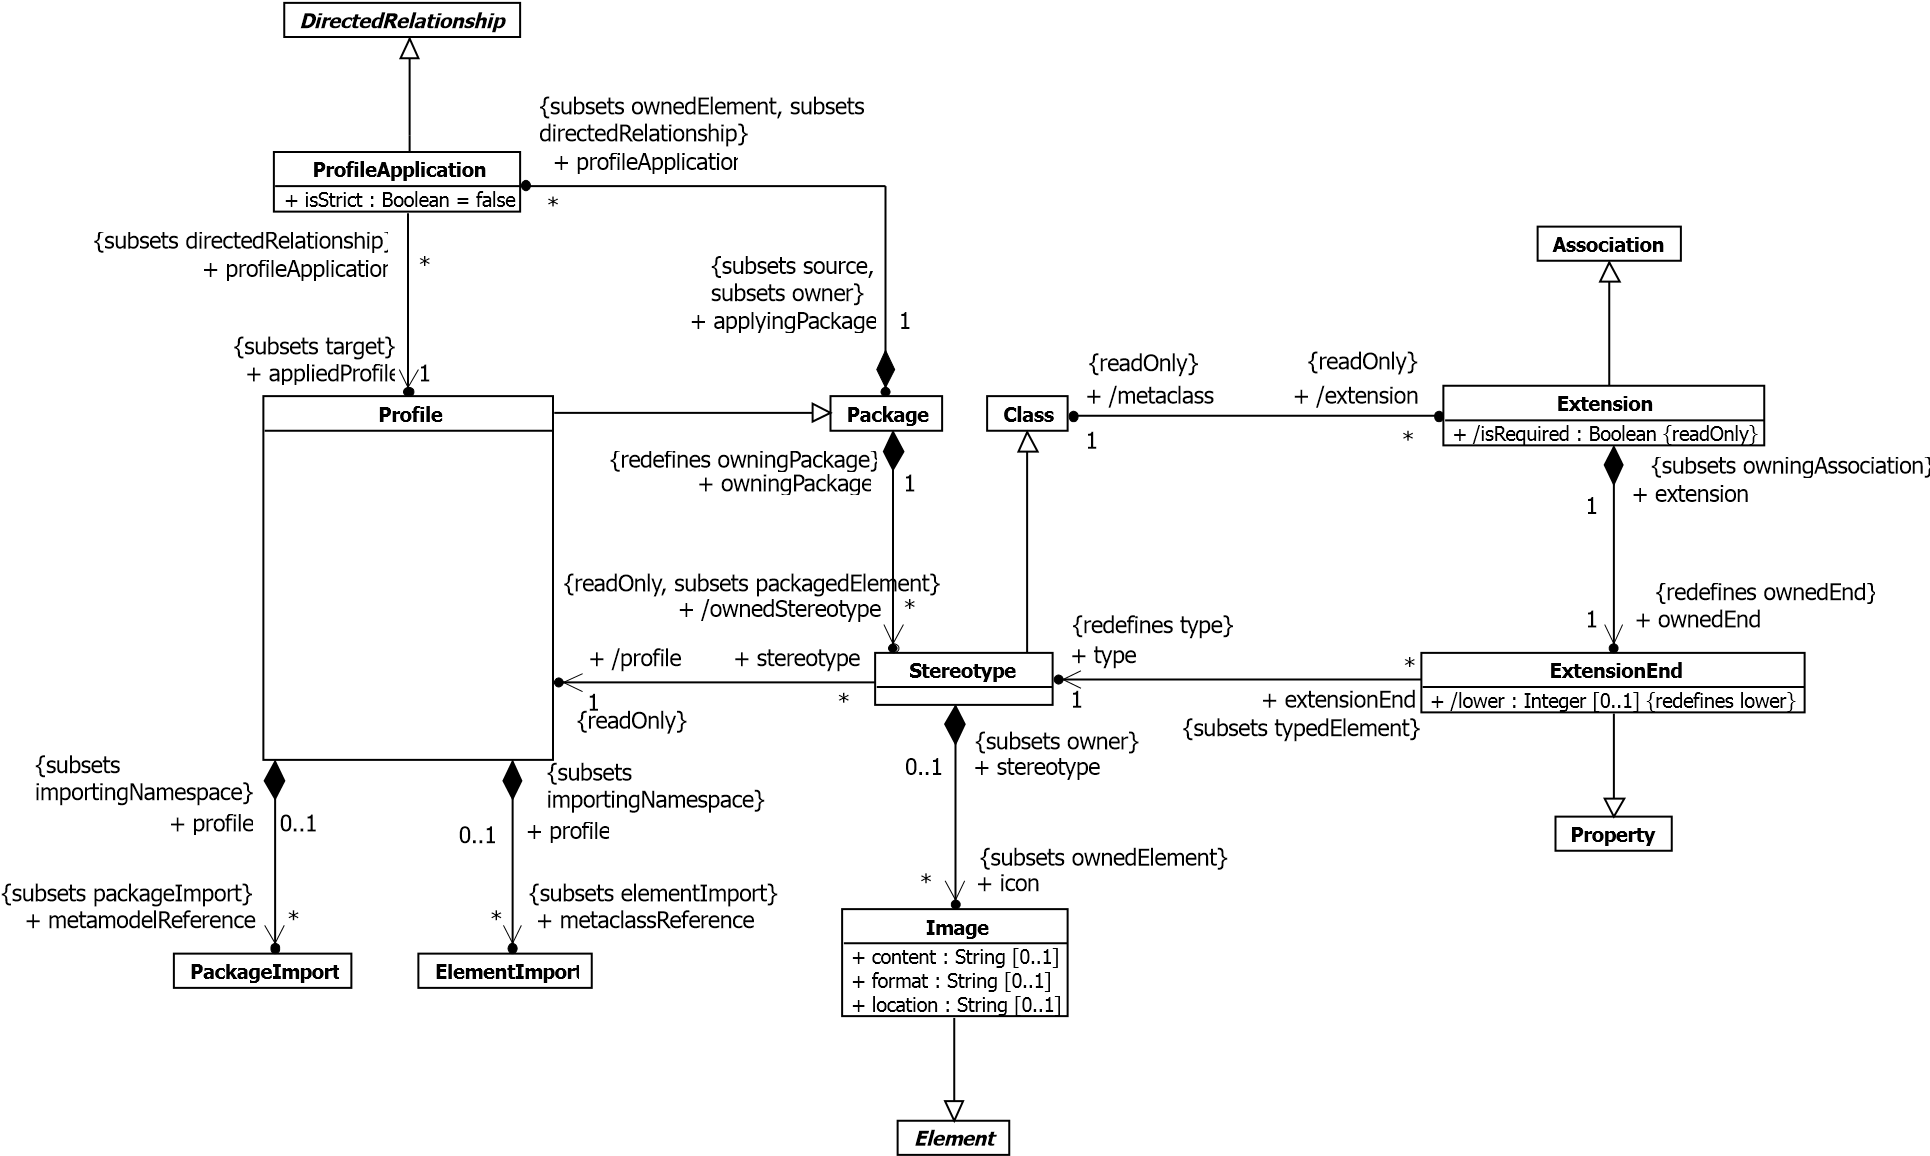 DirectedRelationship
{subsets ownedElement, subsets
directedRelationship}
+ profileApplication
*
ProfileApplication
+ isStrict : Boolean = false
{subsets directedRelationship}
+ profileApplication
*
{subsets source,
subsets owner}
+ applyingPackage
1
{subsets target}
+ appliedProfile
1
Association
{readOnly}
+ /metaclass
1
{readOnly}
+ /extension
*
Profile
Package
Class
Extension
+ /isRequired : Boolean {readOnly}
{redefines owningPackage}
+ owningPackage
1
{subsets owningAssociation}
+ extension
1
{readOnly, subsets packagedElement}
+ /ownedStereotype
*
{redefines ownedEnd}
+ ownedEnd
1
+ /profile
1
{readOnly}
+ stereotype
*
Stereotype
{redefines type}
+ type
1
*
+ extensionEnd
{subsets typedElement}
ExtensionEnd
+ /lower : Integer [0..1] {redefines lower}
{subsets
importingNamespace}
+ profile
0..1
{subsets
importingNamespace}
+ profile
0..1
{subsets owner}
+ stereotype
0..1
Property
{subsets packageImport}
+ metamodelReference
*
{subsets elementImport}
+ metaclassReference
*
{subsets ownedElement}
+ icon
*
PackageImport
ElementImport
Image
+ content : String [0..1]
+ format : String [0..1]
+ location : String [0..1]
Element